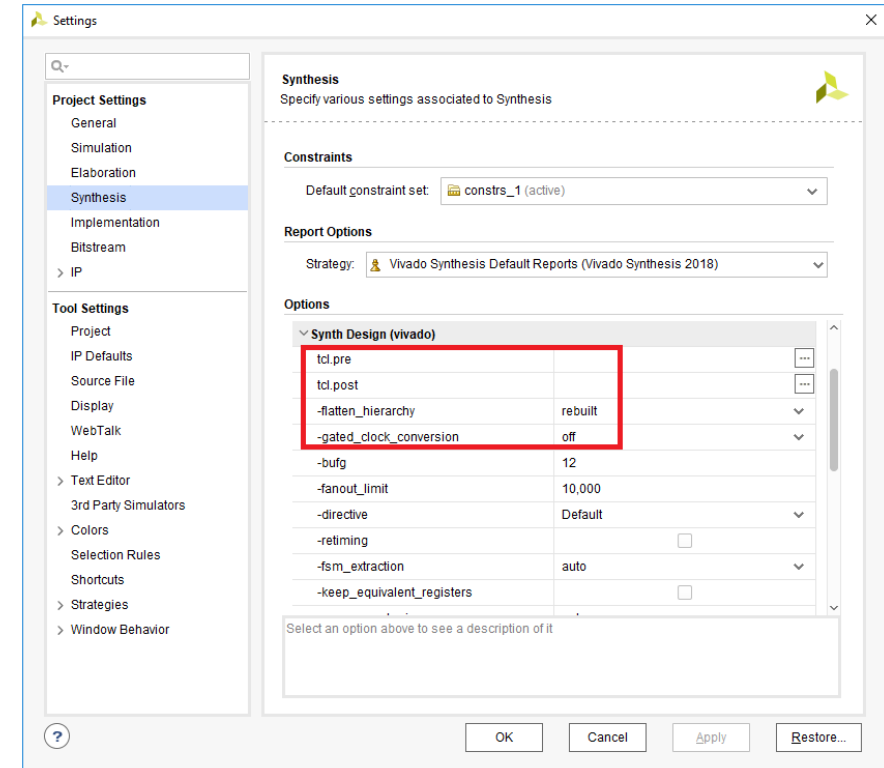 Settings
Project Settings
General
Simulation
Elaboration
Synthesis
Implementation
Bitstream
> IP
Tool Settings
Project
IP Defaults
Source File
Display
WebTalk
Help
> Text Editor
3rd Party Simulators
> Colors
Selection Rules
Shortcuts
> Strategies
> Window Behavior
Synthesis
Specify various settings associated to Synthesis
Constraints
Default constraint set: constrs_1 (active)
Report Options
Strategy: Vivado Synthesis Default Reports (Vivado Synthesis 2018)
Options
Synth Design (vivado)
tcl.pre ...
tcl.post ...
-flatten_hierarchy rebuilt
-gated_clock_conversion off
-bufg 12
-fanout_limit 10,000
-directive Default
-retiming
-fsm_extraction auto
-keep_equivalent_registers
Select an option above to see a description of it
? OK Cancel Apply Restore...